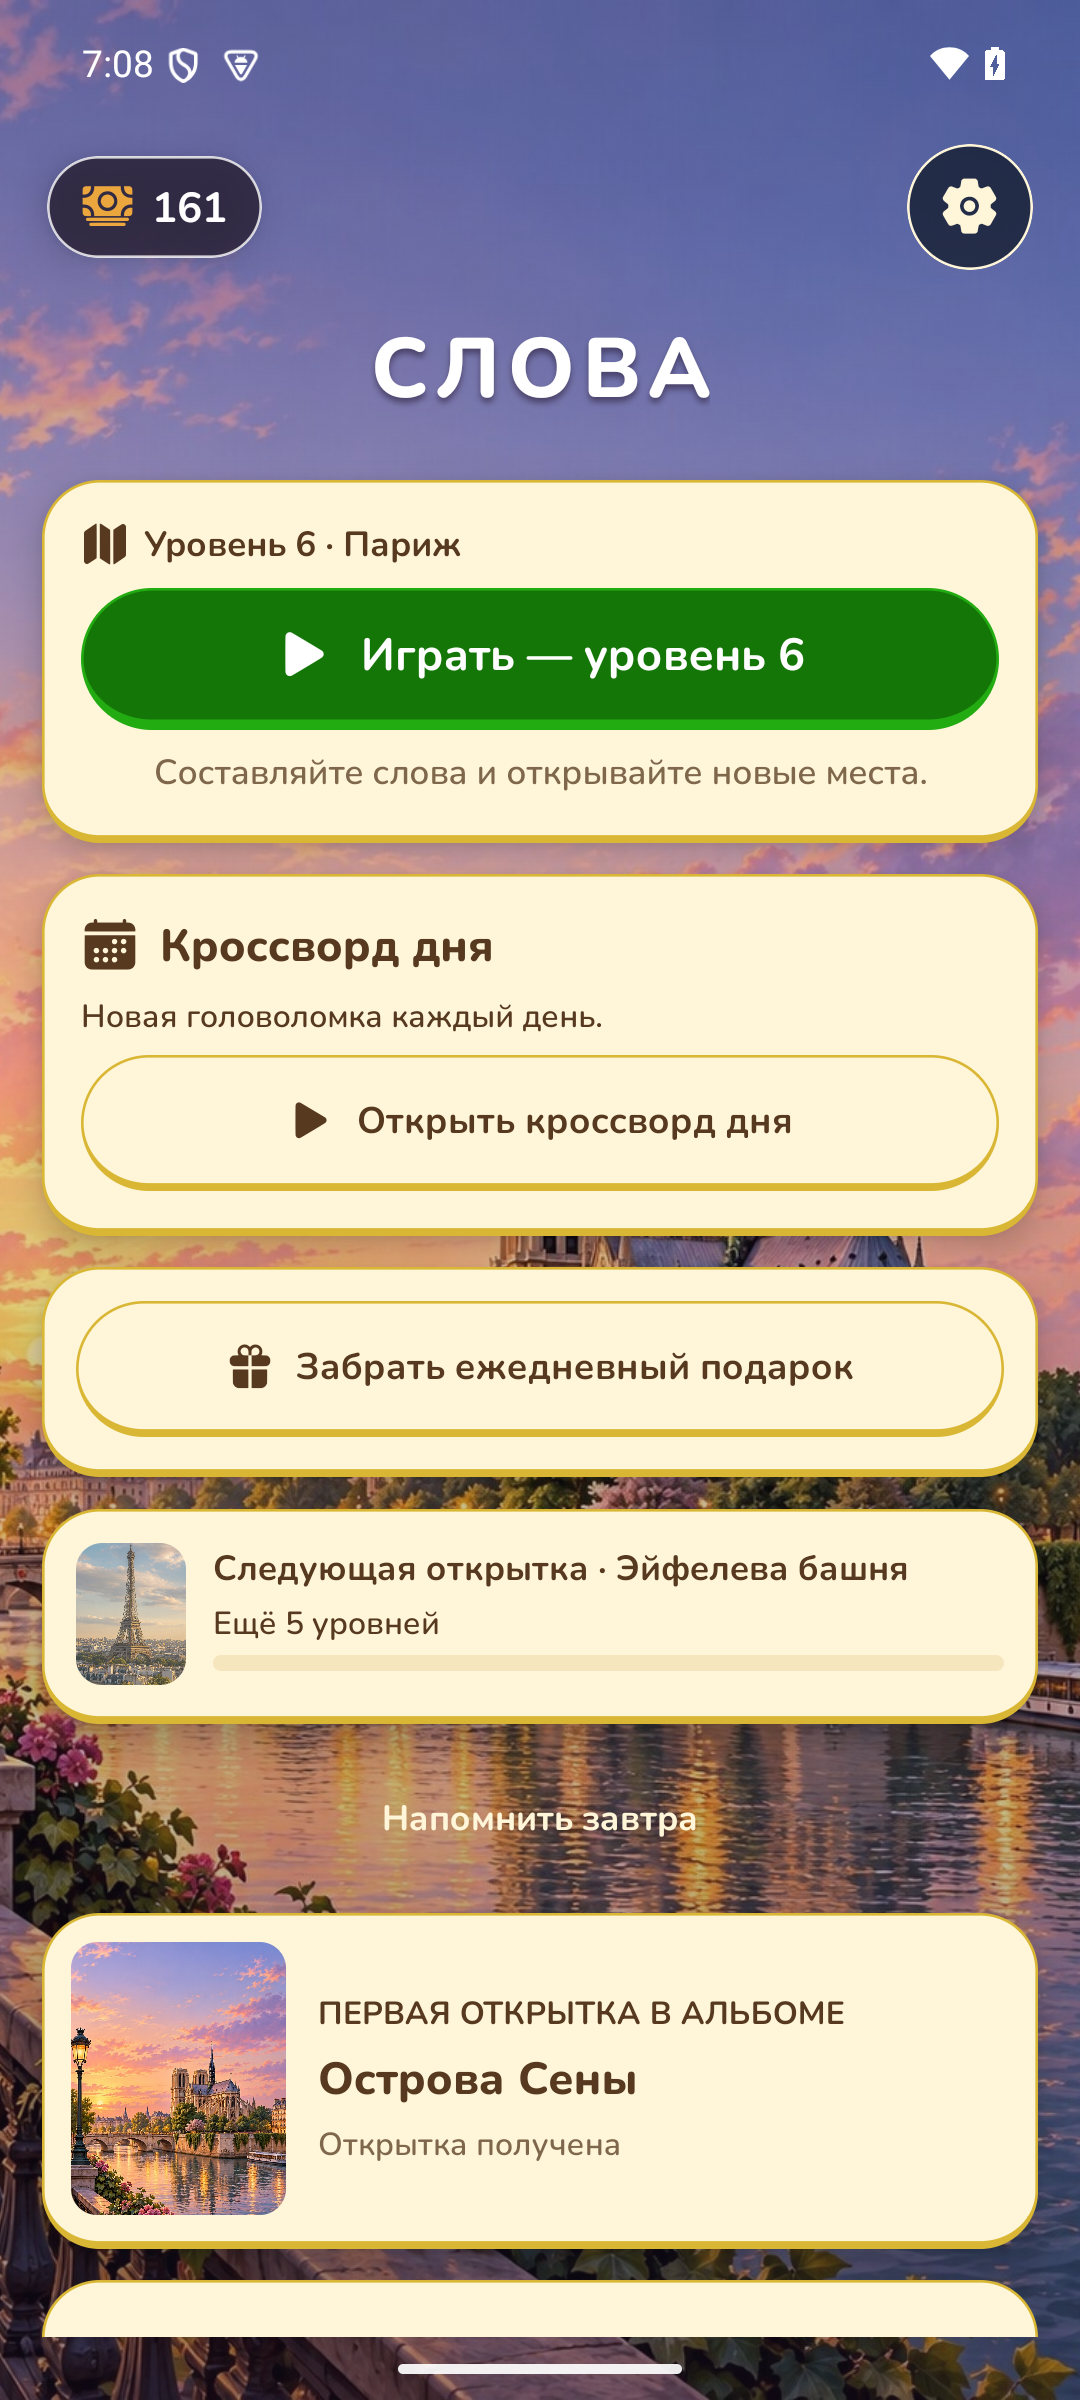 7:08
161
СЛОВА
Уровень 6 · Париж
Играть — уровень 6
Составляйте слова и открывайте новые места.
Кроссворд дня
Новая головоломка каждый день.
Открыть кроссворд дня
Забрать ежедневный подарок
Следующая открытка · Эйфелева башня
Ещё 5 уровней
Напомнить завтра
ПЕРВАЯ ОТКРЫТКА В АЛЬБОМЕ
Острова Сены
Открытка получена